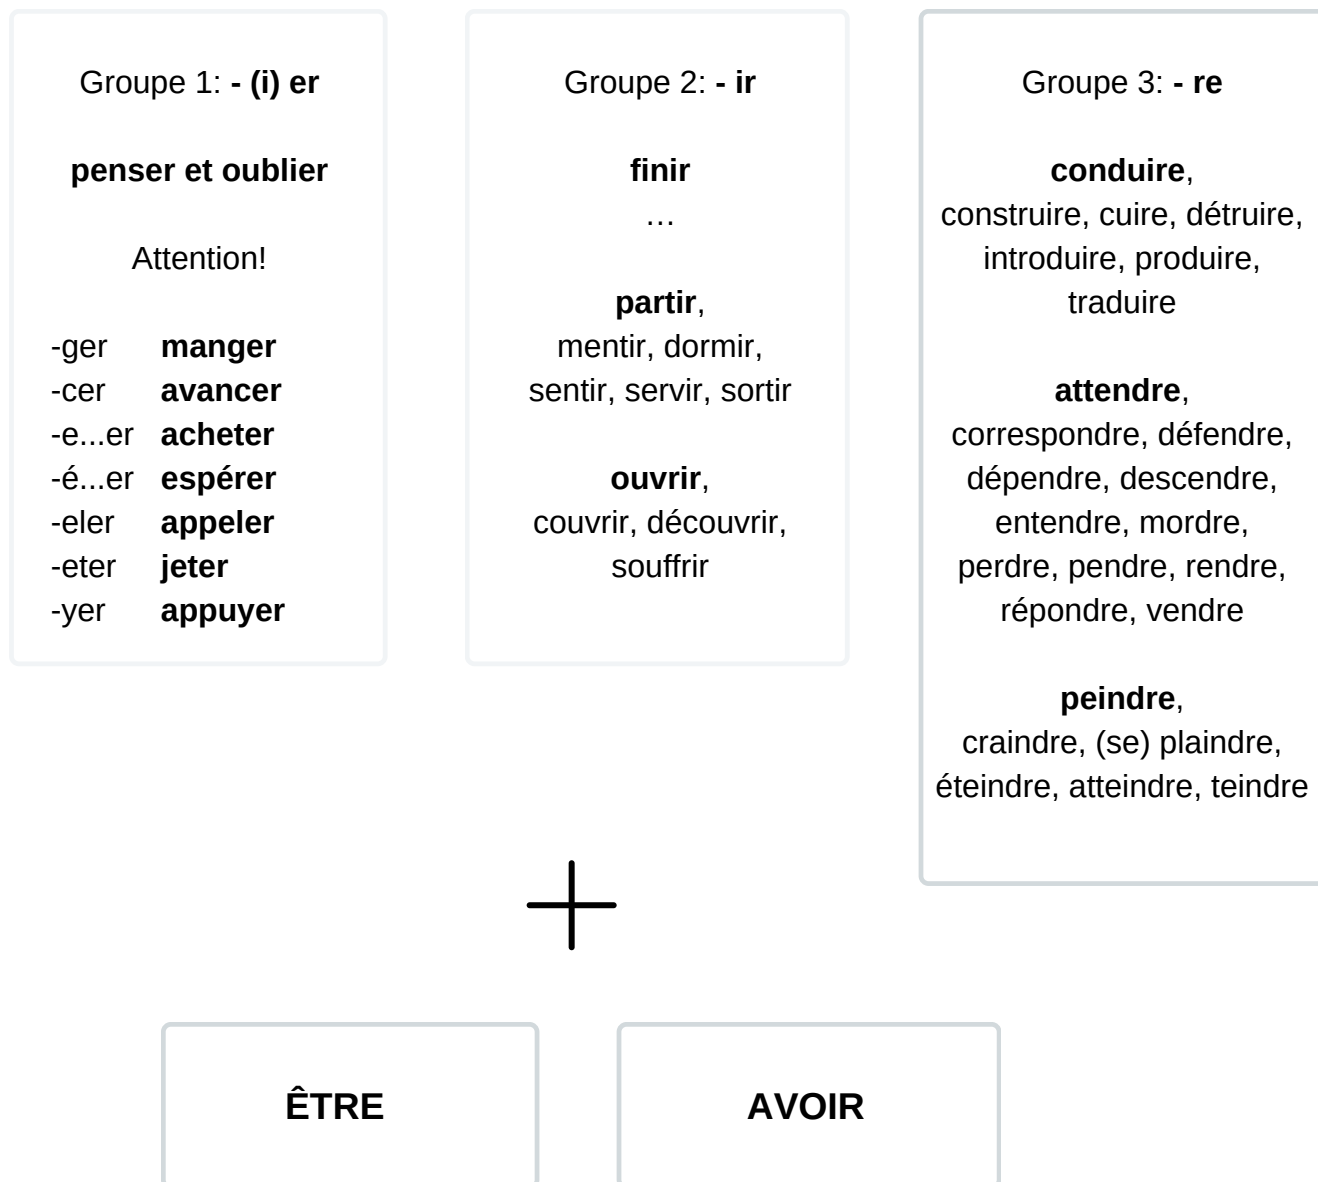 Groupe 1: - (i) er
penser et oublier
Attention!
-ger manger
-cer avancer
-e...er acheter
-é...er espérer
-eler appeler
-eter jeter
-yer appuyer
Groupe 2: - ir
finir
…
partir,
mentir, dormir,
sentir, servir, sortir
ouvrir,
couvrir, découvrir,
souffrir
Groupe 3: - re
conduire,
construire, cuire, détruire,
introduire, produire,
traduire
attendre,
correspondre, défendre,
dépendre, descendre,
entendre, mordre,
perdre, pendre, rendre,
répondre, vendre
peindre,
craindre, (se) plaindre,
éteindre, atteindre, teindre
ÊTRE
AVOIR